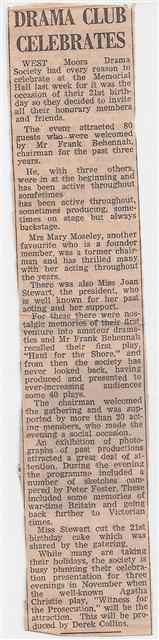 DRAMA CLUB
CELEBRATES
WEST Moors Drama
Society had every reason to
celebrate at the Memorial
Hall last week for it was the
occasion of their 21st birth-
day so they decided to invite
all their honorary members
and friends.
The event attracted 80
guests who were welcomed
by Mr Frank Behennah,
chairman for the past three
years.
He, with three others,
were in at the beginning and
has been active throughout
somfetimes
has been active throughout,
sometimes producing, some-
times on stage but always
backstage.
Mrs Mary Moseley, another
favourite who is a founder
member, was a former chair-
man and has thrilled many
with her acting throughout
the years.
There was also Miss Joan
Stewart, the president, who
is well known for her past
acting and her support.
For these there were nos-
talgic memories of their first
venture into amateur drama-
tics and Mr Frank Behennah
recalled their first play,
"Haul for the Shore," and
from then the society has
never looked back, having
produced and presented to
ever-increasing audiences
some 40 plays.
The chairman welcomed
the gathering and was sup-
ported by more than 20 act-
ing members, who made the
evening a social occasion.
An exhibition of photo-
graphs of past productions
attracted a great deal of at-
tention. During the evening
the programme included a
number of sketches com-
pered by Peter Foster. These
included some memories of
war-time Britain and going
back further to Victorian
times.
Miss Stewart cut the 21st
birthday cake which was
shared by the gathering.
While many are taking
their holidays, the society is
busy planning their celebra-
tion presentation for three
evenings in November when
the well-known Agatha
Christie play, "Witness for
the Prosecution," will be the
attraction. This will be pro-
duced by Derek Collins.